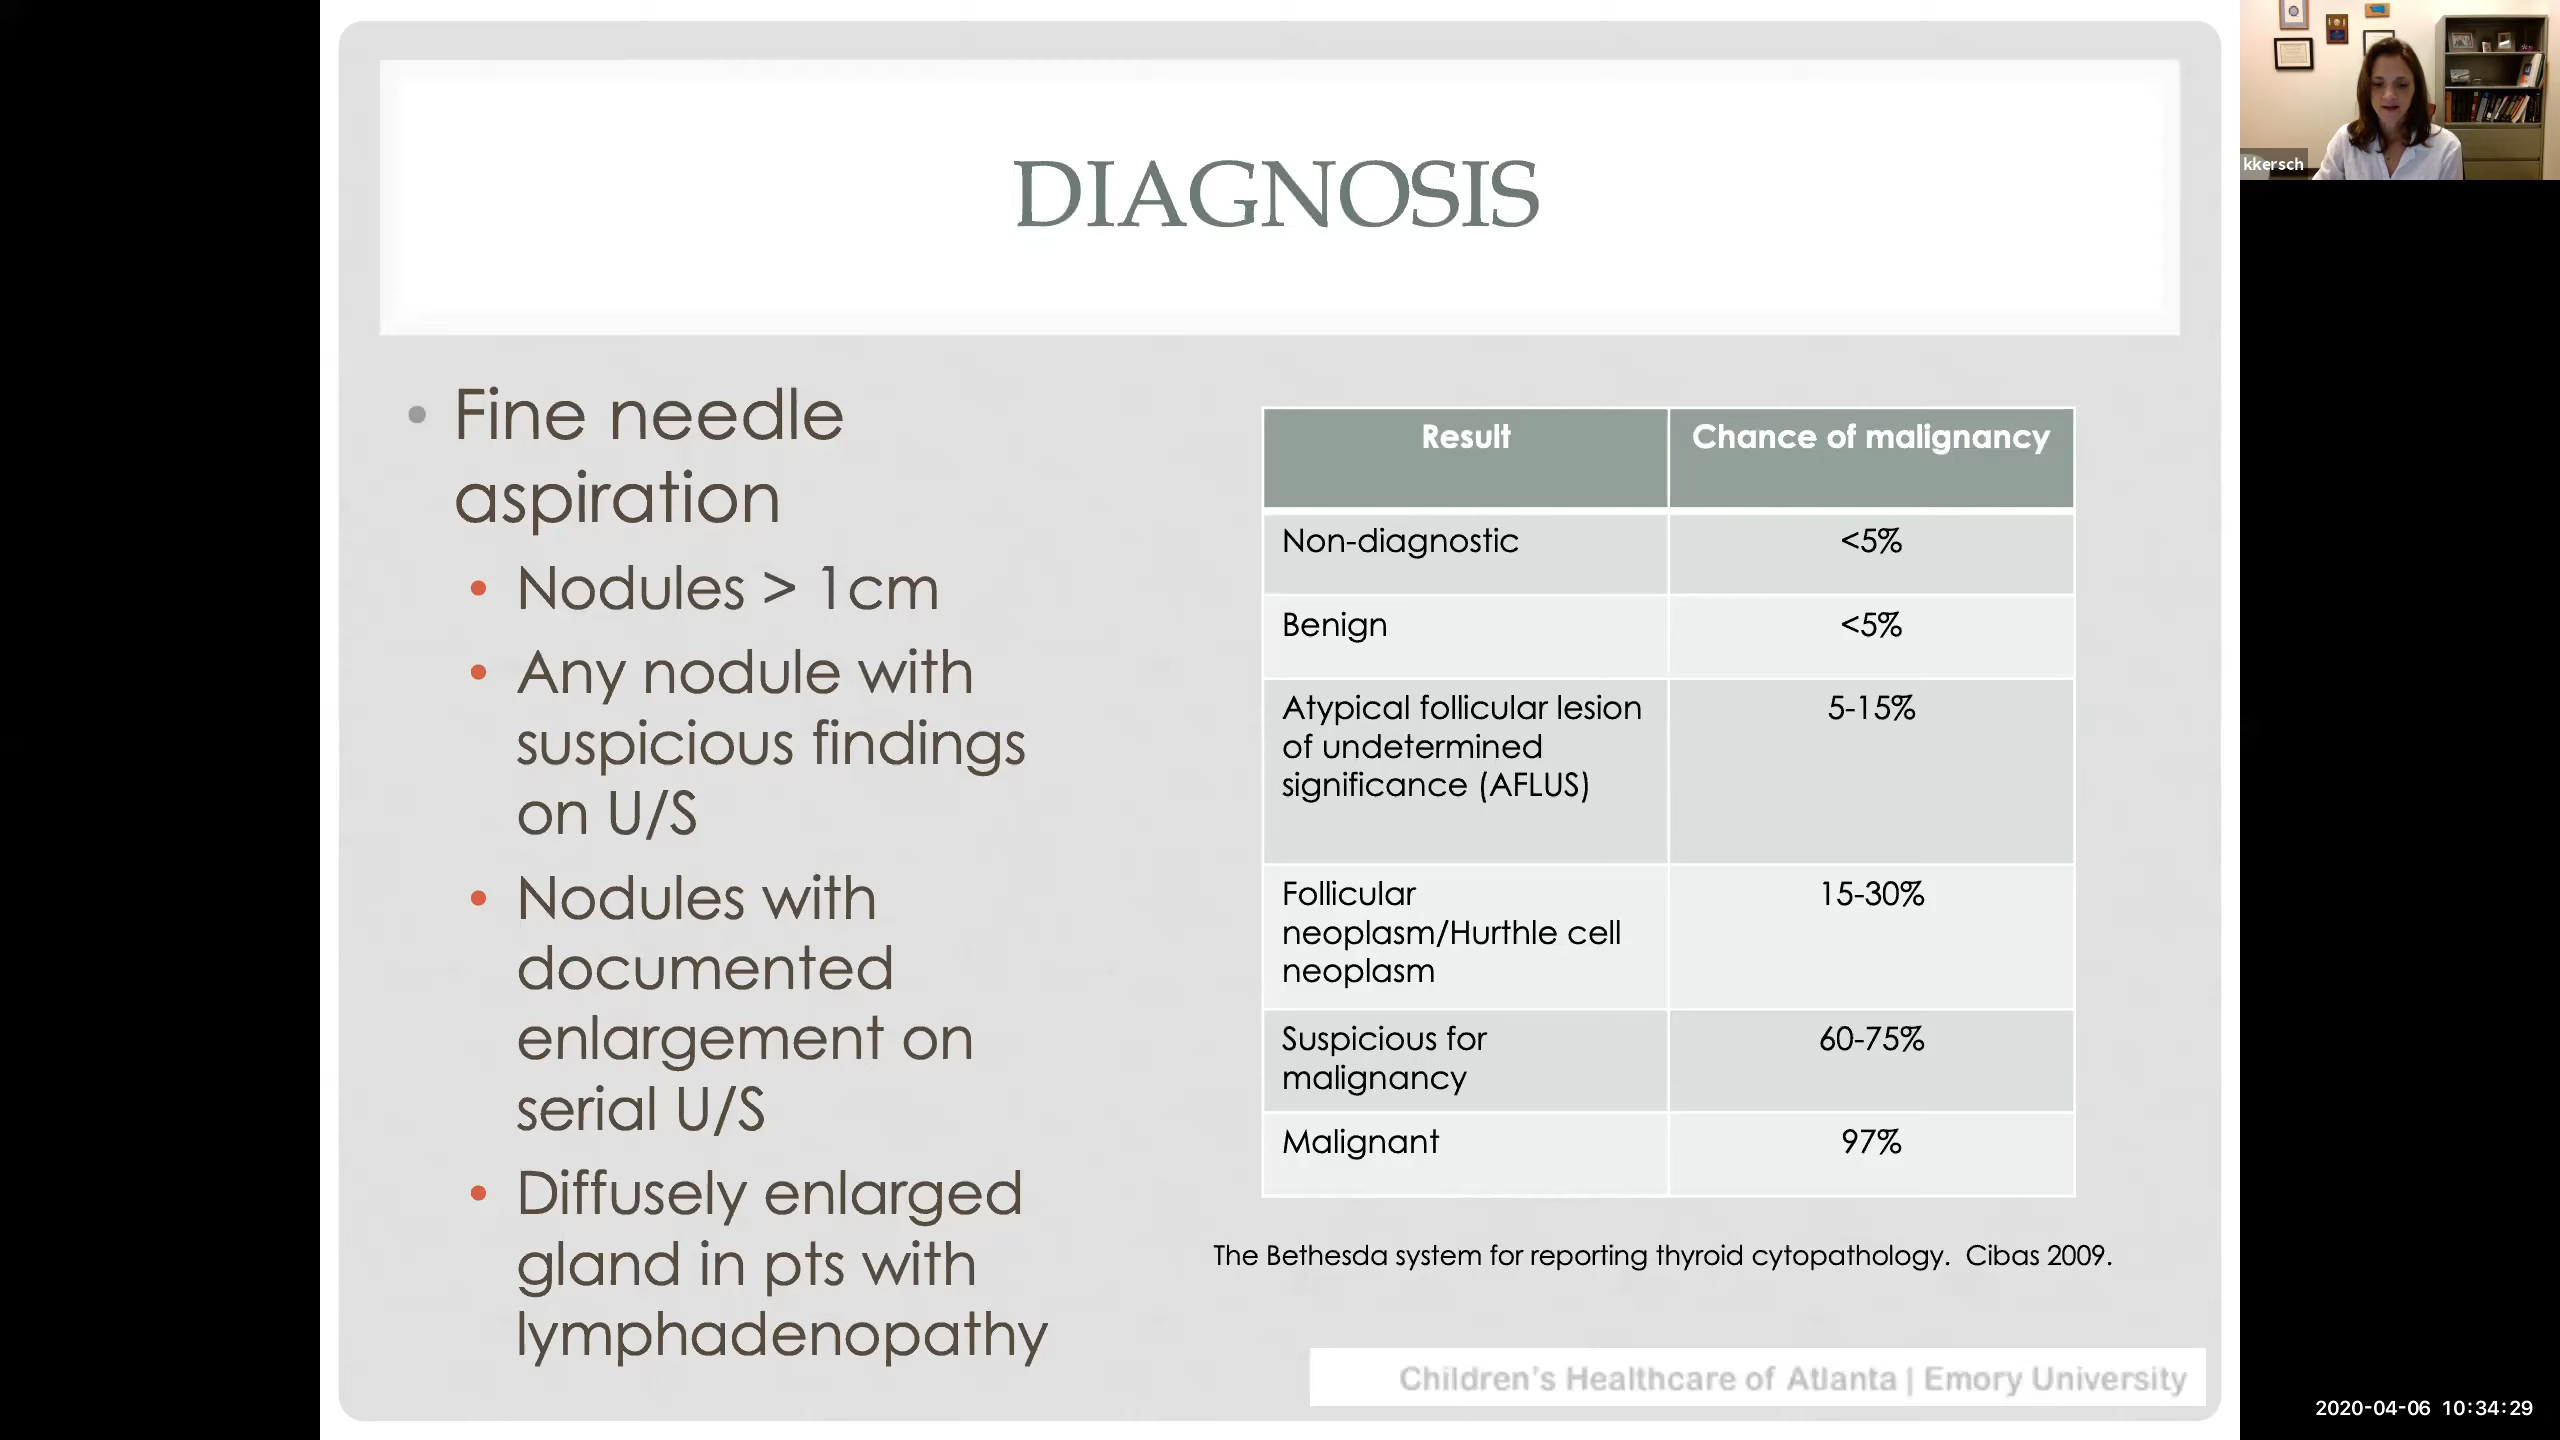 DIAGNOSIS
• Fine needle
aspiration
• Nodules > 1cm
• Any nodule with
suspicious findings
on U/S
• Nodules with
documented
enlargement on
serial U/S
• Diffusely enlarged
gland in pts with
lymphadenopathy
Result Chance of malignancy
Non-diagnostic <5%
Benign <5%
Atypical follicular lesion 5-15%
of undetermined
significance (AFLUS)
Follicular 15-30%
neoplasm/Hurthle cell
neoplasm
Suspicious for 60-75%
malignancy
Malignant 97%
The Bethesda system for reporting thyroid cytopathology. Cibas 2009.
Children's Healthcare of Atlanta | Emory University
kkersch
2020-04-06 10:34:29